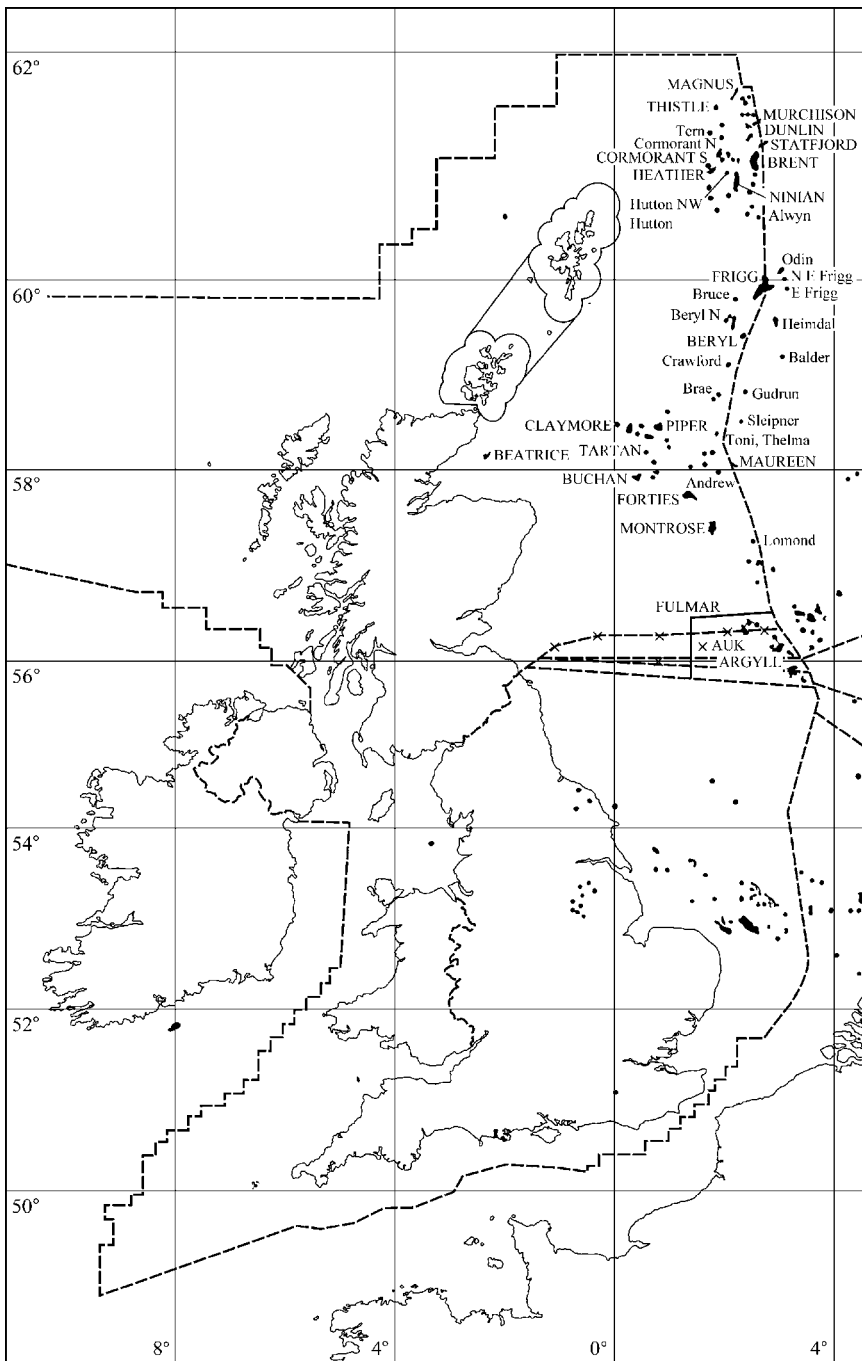 62°
MAGNUS
THISTLE
MURCHISON
Tern
DUNLIN
Cormorant N
STATFJORD
CORMORANT S
BRENT
HEATHER
NINIAN
Hutton NW
Alwyn
Hutton
Odin
60°
FRIGG
N E Frigg
Bruce
E Frigg
Beryl N
Heimdal
BERYL
Crawford
Balder
Brae
Gudrun
CLAYMORE
PIPER
Sleipner
Toni, Thelma
BEATRICE
TARTAN
58°
MAUREEN
BUCHAN
Andrew
FORTIES
MONTROSE
Lomond
FULMAR
56°
AUK
ARGYLL
54°
52°
50°
8°
4°
0°
4°